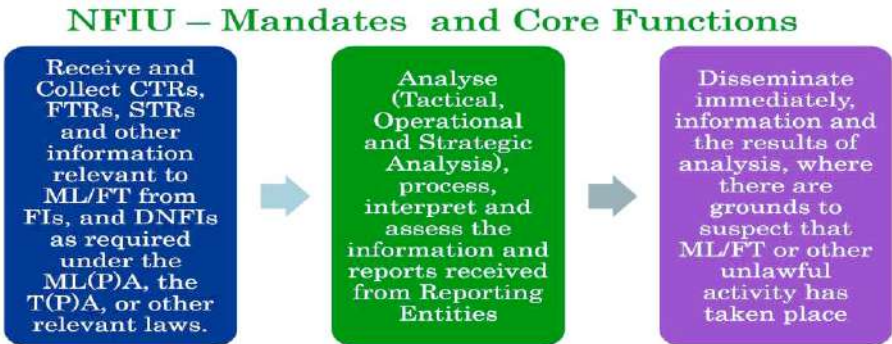 NFIU – Mandates and Core Functions
Receive and
Collect CTRs,
FTRs, STRs
and other
information
relevant to
ML/FT from
FIs, and DNFIs
as required
under the
ML(P)A, the
T(P)A, or other
relevant laws.
Analyse
(Tactical,
Operational
and Strategic
Analysis),
process,
interpret and
assess the
information and
reports received
from Reporting
Entities
Disseminate
immediately,
information and
the results of
analysis, where
there are
grounds to
suspect that
ML/FT or other
unlawful
activity has
taken place